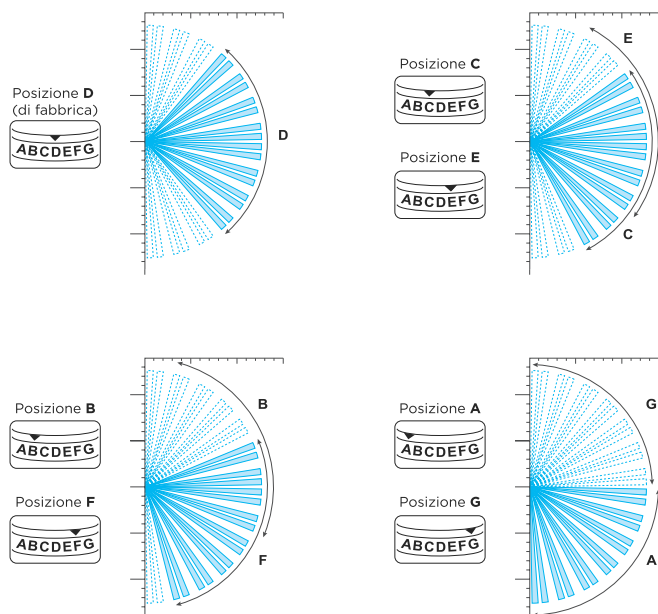 Posizione D
(di fabbrica)
ABCDEFG
D
Posizione C
ABCDEFG
Posizione E
ABCDEFG
E
C
Posizione B
ABCDEFG
Posizione F
ABCDEFG
B
F
Posizione A
ABCDEFG
Posizione G
ABCDEFG
G
A